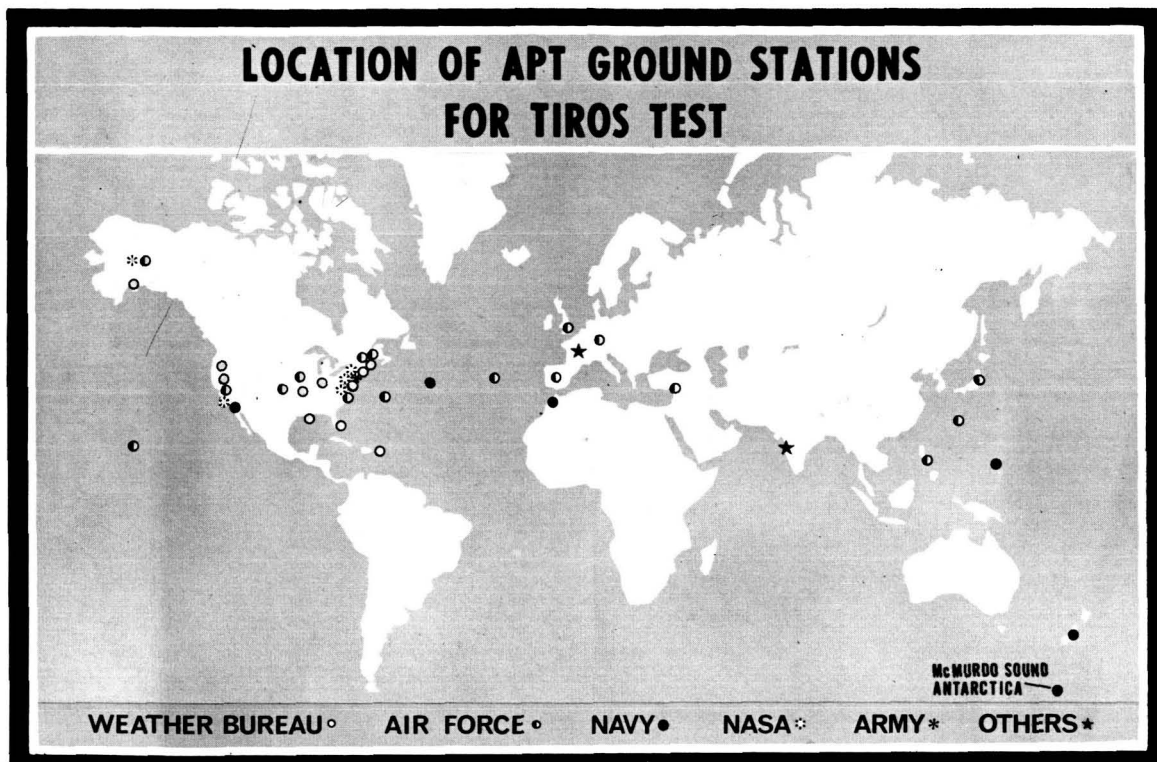 LOCATION OF APT GROUND STATIONS
FOR TIROS TEST
McMURDO SOUND
ANTARCTICA
WEATHER BUREAU AIR FORCE NAVY NASA ARMY OTHERS